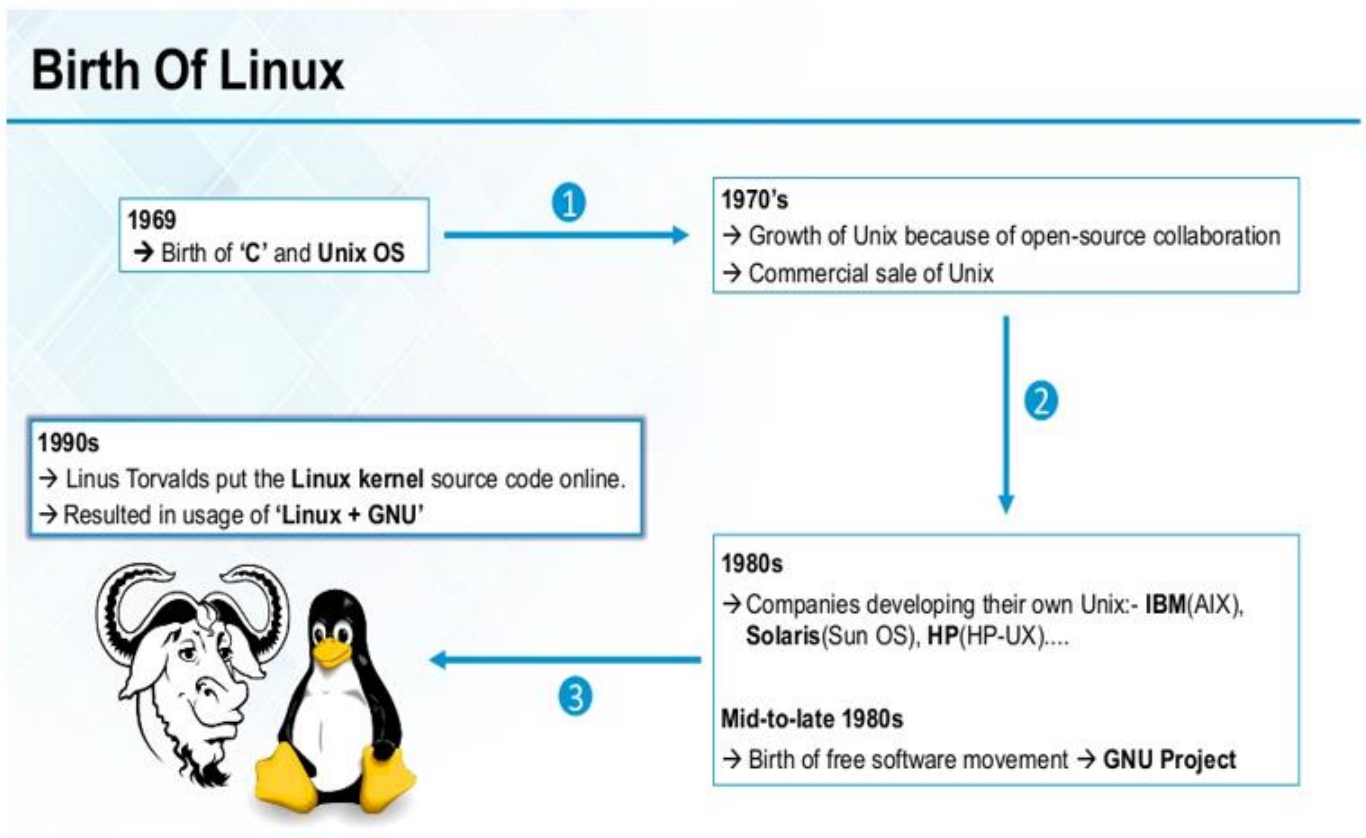 Birth Of Linux
1969
→ Birth of ‘C’ and Unix OS
1
1970’s
→ Growth of Unix because of open-source collaboration
→ Commercial sale of Unix
2
1980s
→ Companies developing their own Unix:- IBM(AIX),
Solaris(Sun OS), HP(HP-UX)....
Mid-to-late 1980s
→ Birth of free software movement → GNU Project
3
1990s
→ Linus Torvalds put the Linux kernel source code online.
→ Resulted in usage of ‘Linux + GNU’